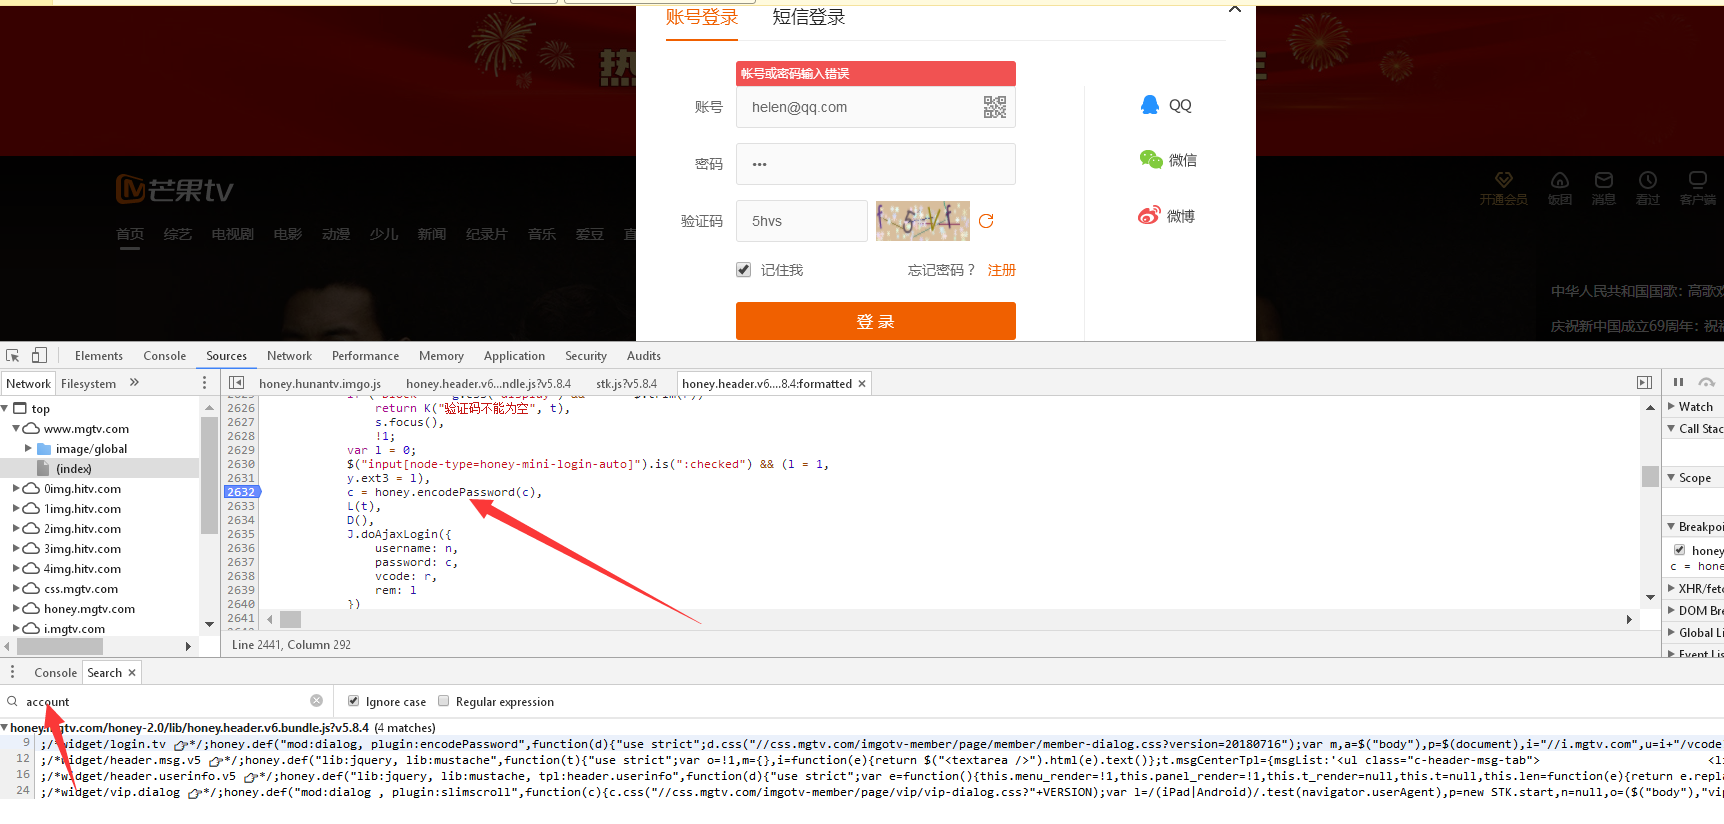 账号登录 短信登录
热
帐号或密码输入错误
账号 helen@qq.com
QQ
密码 •••
微信
芒果tv
开通会员 饭团 消息 看过 客户端
验证码 5hvs
微博
首页 综艺 电视剧 电影 动漫 少儿 新闻 纪录片 音乐 爱豆 直
记住我 忘记密码？ 注册
中华人民共和国国歌：高歌
登 录
庆祝新中国成立69周年：祝
Elements Console Sources Network Performance Memory Application Security Audits
Network Filesystem »
honey.hunantv.imgo.js honey.header.v6...ndle.js?v5.8.4 stk.js?v5.8.4 honey.header.v6....8.4:formatted ×
top
www.mgtv.com
image/global
(index)
0img.hitv.com
1img.hitv.com
2img.hitv.com
3img.hitv.com
4img.hitv.com
css.mgtv.com
honey.mgtv.com
i.mgtv.com
2626 return K("验证码不能为空", t),
2627 s.focus(),
2628 !1;
2629 var l = 0;
2630 $("input[node-type=honey-mini-login-auto]").is(":checked") && (l = 1,
2631 y.ext3 = l),
2632 c = honey.encodePassword(c),
2633 L(t),
2634 D(),
2635 J.doAjaxLogin({
2636 username: n,
2637 password: c,
2638 vcode: r,
2639 rem: l
2640 })
2641
Watch
Call Stac
Scope
Breakpoi
honey
c = hone
XHR/fetc
DOM Bre
Global Li
Event Lis
Line 2441, Column 292
Console Search ×
account
Ignore case Regular expression
honey.mgtv.com/honey-2.0/lib/honey.header.v6.bundle.js?v5.8.4 (4 matches)
9 ;/*widget/login.tv */;honey.def("mod:dialog, plugin:encodePassword",function(d){"use strict";d.css("//css.mgtv.com/imgotv-member/page/member/member-dialog.css?version=20180716");var m,a=$("body"),p=$(document),i="//i.mgtv.com",u=i+"/vcode
12 ;/*widget/header.msg.v5 */;honey.def("lib:jquery, lib:mustache",function(t){"use strict";var o=!1,m={},i=function(e){return $("<textarea />").html(e).text()};t.msgCenterTpl={msgList:'<ul class="c-header-msg-tab"> <li
16 ;/*widget/header.userinfo.v5 */;honey.def("lib:jquery, lib:mustache, tpl:header.userinfo",function(d){"use strict";var e=function(){this.menu_render=!1,this.panel_render=!1,this.t_render=null,this.t=null,this.len=function(e){return e.repla
24 ;/*widget/vip.dialog */;honey.def("mod:dialog , plugin:slimscroll",function(c){c.css("//css.mgtv.com/imgotv-member/page/vip/vip-dialog.css?"+VERSION);var l=/(iPad|Android)/.test(navigator.userAgent),p=new STK.start,n=null,o=($("body"),"vip